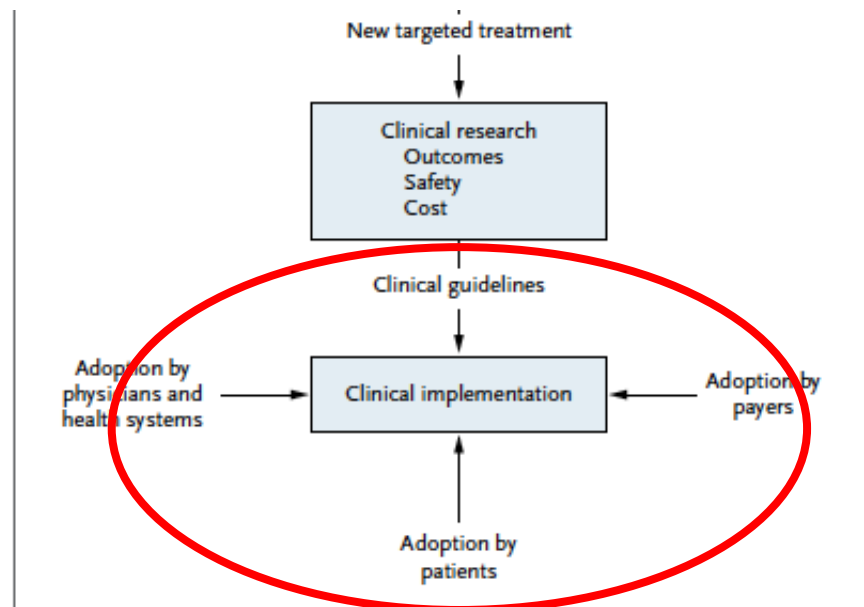 New targeted treatment
Clinical research
Outcomes
Safety
Cost
Clinical guidelines
Adoption by
physicians and
health systems
Clinical implementation
Adoption by
payers
Adoption by
patients